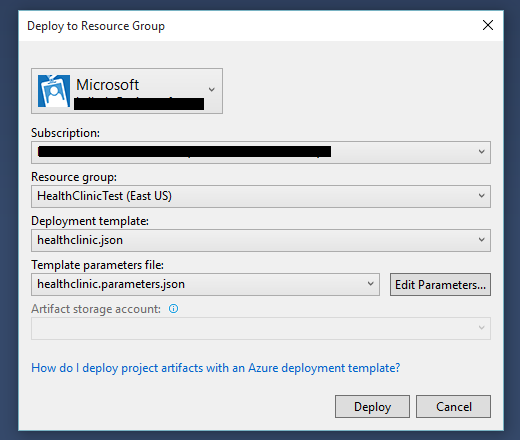 Deploy to Resource Group
Microsoft
Subscription:
Resource group:
HealthClinicTest (East US)
Deployment template:
healthclinic.json
Template parameters file:
healthclinic.parameters.json
Edit Parameters...
Artifact storage account:
How do I deploy project artifacts with an Azure deployment template?
Deploy
Cancel